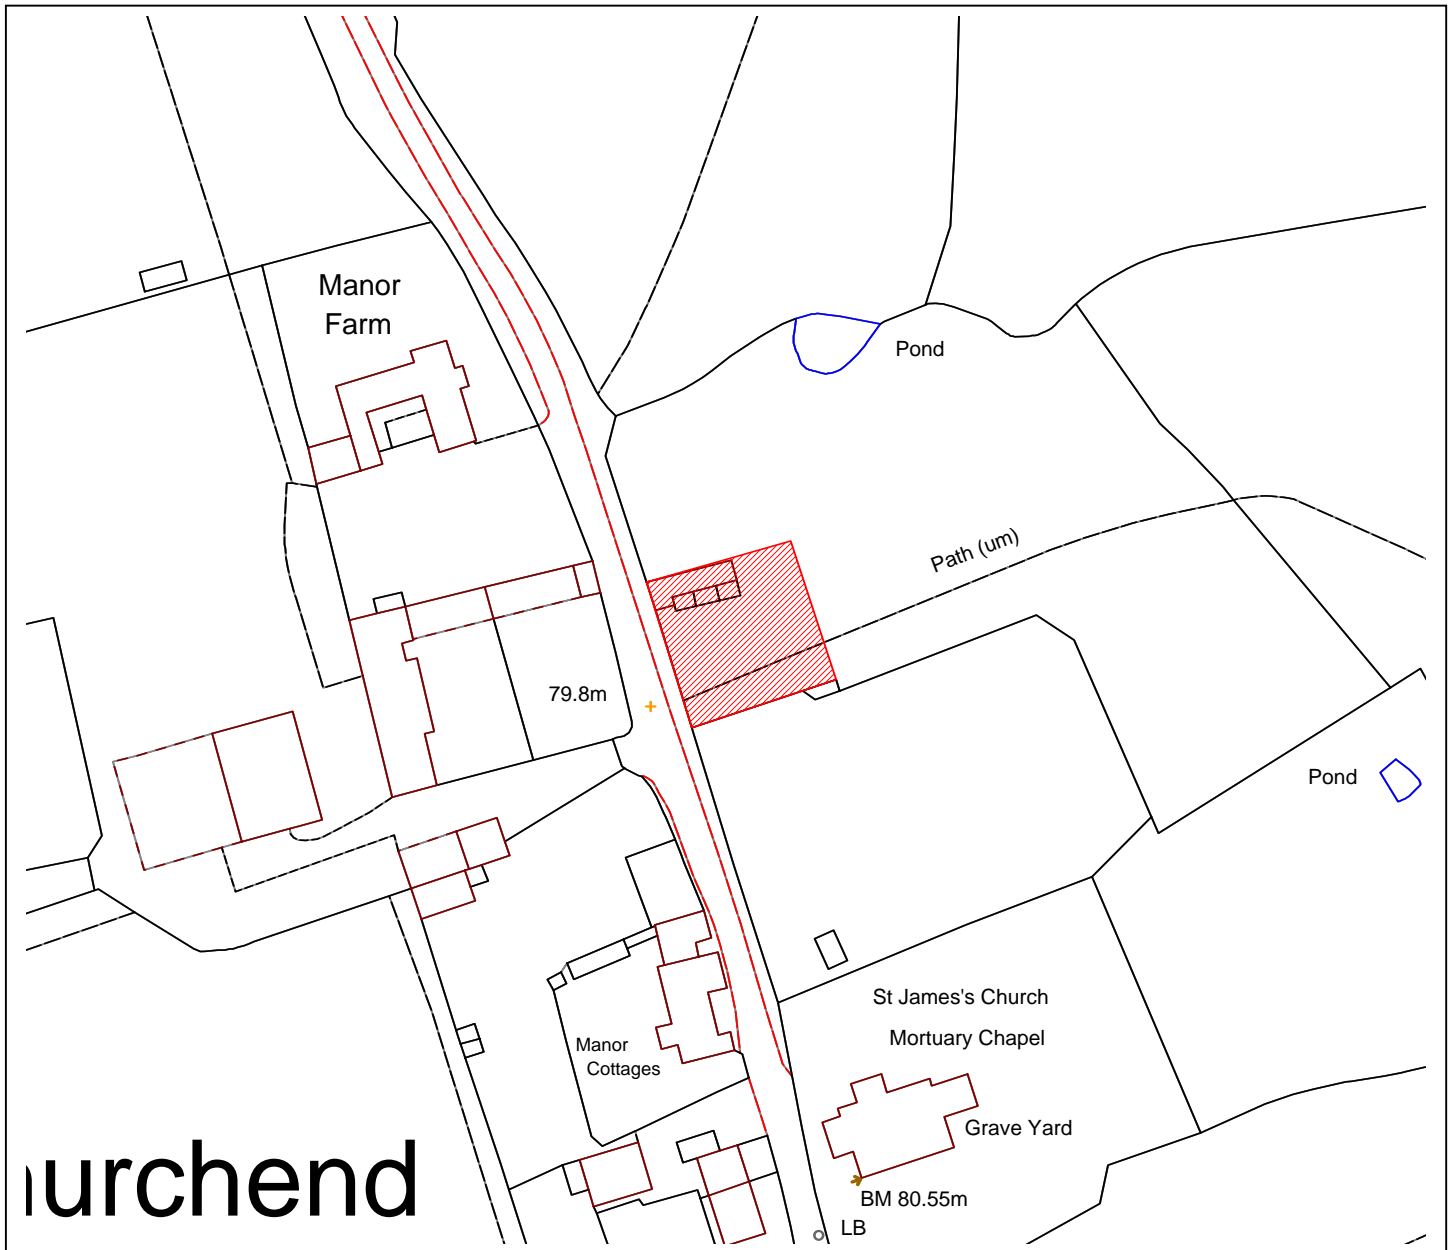 Manor
Farm
Pond
Path (um)
79.8m
Pond
St James's Church
Mortuary Chapel
Manor
Cottages
Grave Yard
urchend
BM 80.55m
LB